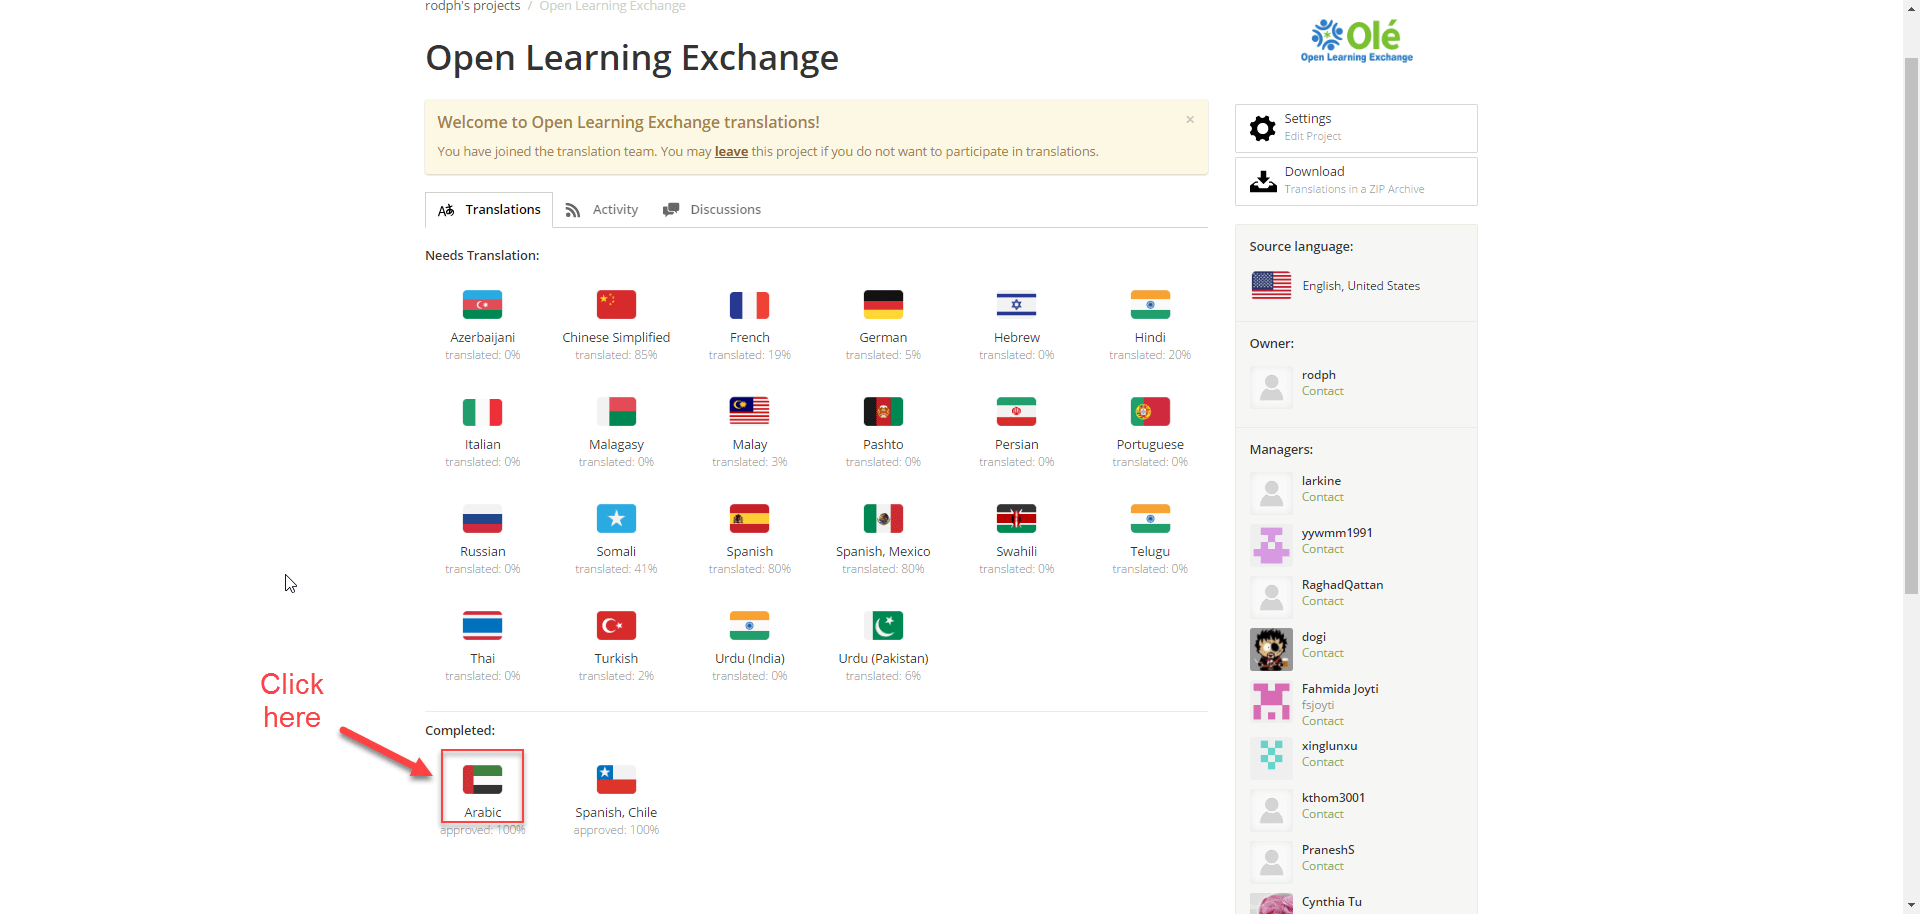 rodph's projects / Open Learning Exchange
Open Learning Exchange
Olé
Open Learning Exchange
Welcome to Open Learning Exchange translations!
×
You have joined the translation team. You may leave this project if you do not want to participate in translations.
Translations
Activity
Discussions
Needs Translation:
Azerbaijani
translated: 0%
Chinese Simplified
translated: 85%
French
translated: 19%
German
translated: 5%
Hebrew
translated: 0%
Hindi
translated: 20%
Italian
translated: 0%
Malagasy
translated: 0%
Malay
translated: 3%
Pashto
translated: 0%
Persian
translated: 0%
Portuguese
translated: 0%
Russian
translated: 0%
Somali
translated: 41%
Spanish
translated: 80%
Spanish, Mexico
translated: 80%
Swahili
translated: 0%
Telugu
translated: 0%
Thai
translated: 0%
Turkish
translated: 2%
Urdu (India)
translated: 0%
Urdu (Pakistan)
translated: 6%
Click
here
Completed:
Arabic
approved: 100%
Spanish, Chile
approved: 100%
Settings
Edit Project
Download
Translations in a ZIP Archive
Source language:
English, United States
Owner:
rodph
Contact
Managers:
larkine
Contact
yywmm1991
Contact
RaghadQattan
Contact
dogi
Contact
Fahmida Joyti
fsjoyti
Contact
xinglunxu
Contact
kthom3001
Contact
PraneshS
Contact
Cynthia Tu